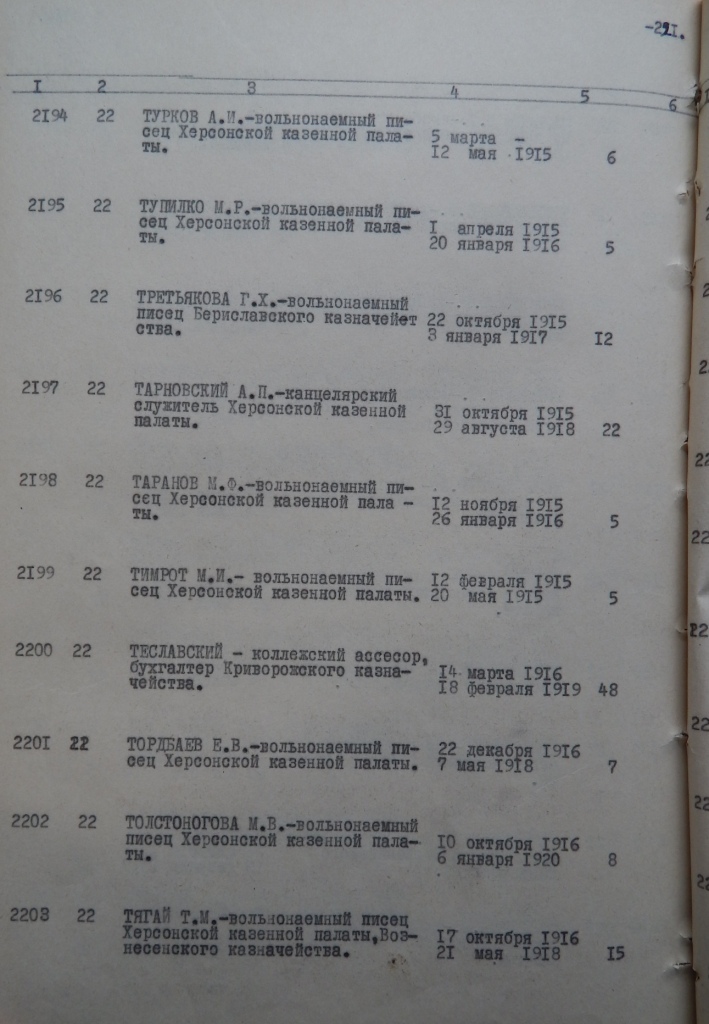 1 2 3 4 5 6
2194 22 ТУРКОВ А.И.-вольнонаемный пи-
сец Херсонской казенной пала- 5 марта -
ты. 12 мая 1915 6
2195 22 ТУПИЛКО М.Р.-вольнонаемный пи-
сец Херсонской казенной пала- 1 апреля 1915
ты. 20 января 1916 5
2196 22 ТРЕТЬЯКОВА Г.Х.-вольнонаемный
писец Бериславского казначейет 22 октября 1915
ства. 3 января 1917 12
2197 22 ТАРНОВСКИЙ А.П.-канцелярский
служитель Херсонской казенной 31 октября 1915
палаты. 29 августа 1918 22
2198 22 ТАРАНОВ М.Ф.-вольнонаемный пи-
сец Херсонской казенной пала - 12 ноября 1915
ты. 26 января 1916 5
2199 22 ТИМРОТ М.И.- вольнонаемный пи- 12 февраля 1915
сец Херсонской казенной палаты. 20 мая 1915 5
2200 22 ТЕСЛАВСКИЙ - коллежский ассесор,
бухгалтер Криворожского казна- 14 марта 1916
чейства. 18 февраля 1919 48
2201 22 ТОРДБАЕВ Е.В.-вольнонаемный пи- 22 декабря 1916
сец Херсонской казенной палаты. 7 мая 1918 7
2202 22 ТОЛСТОНОГОВА М.В.-вольнонаемный
писец Херсонской казенной пала- 10 октября 1916
ты. 6 января 1920 8
2203 22 ТЯГАЙ Т.М.-вольнонаемный писец
Херсонской казенной палаты,Воз- 17 октября 1916
несенского казначейства. 21 мая 1918 15